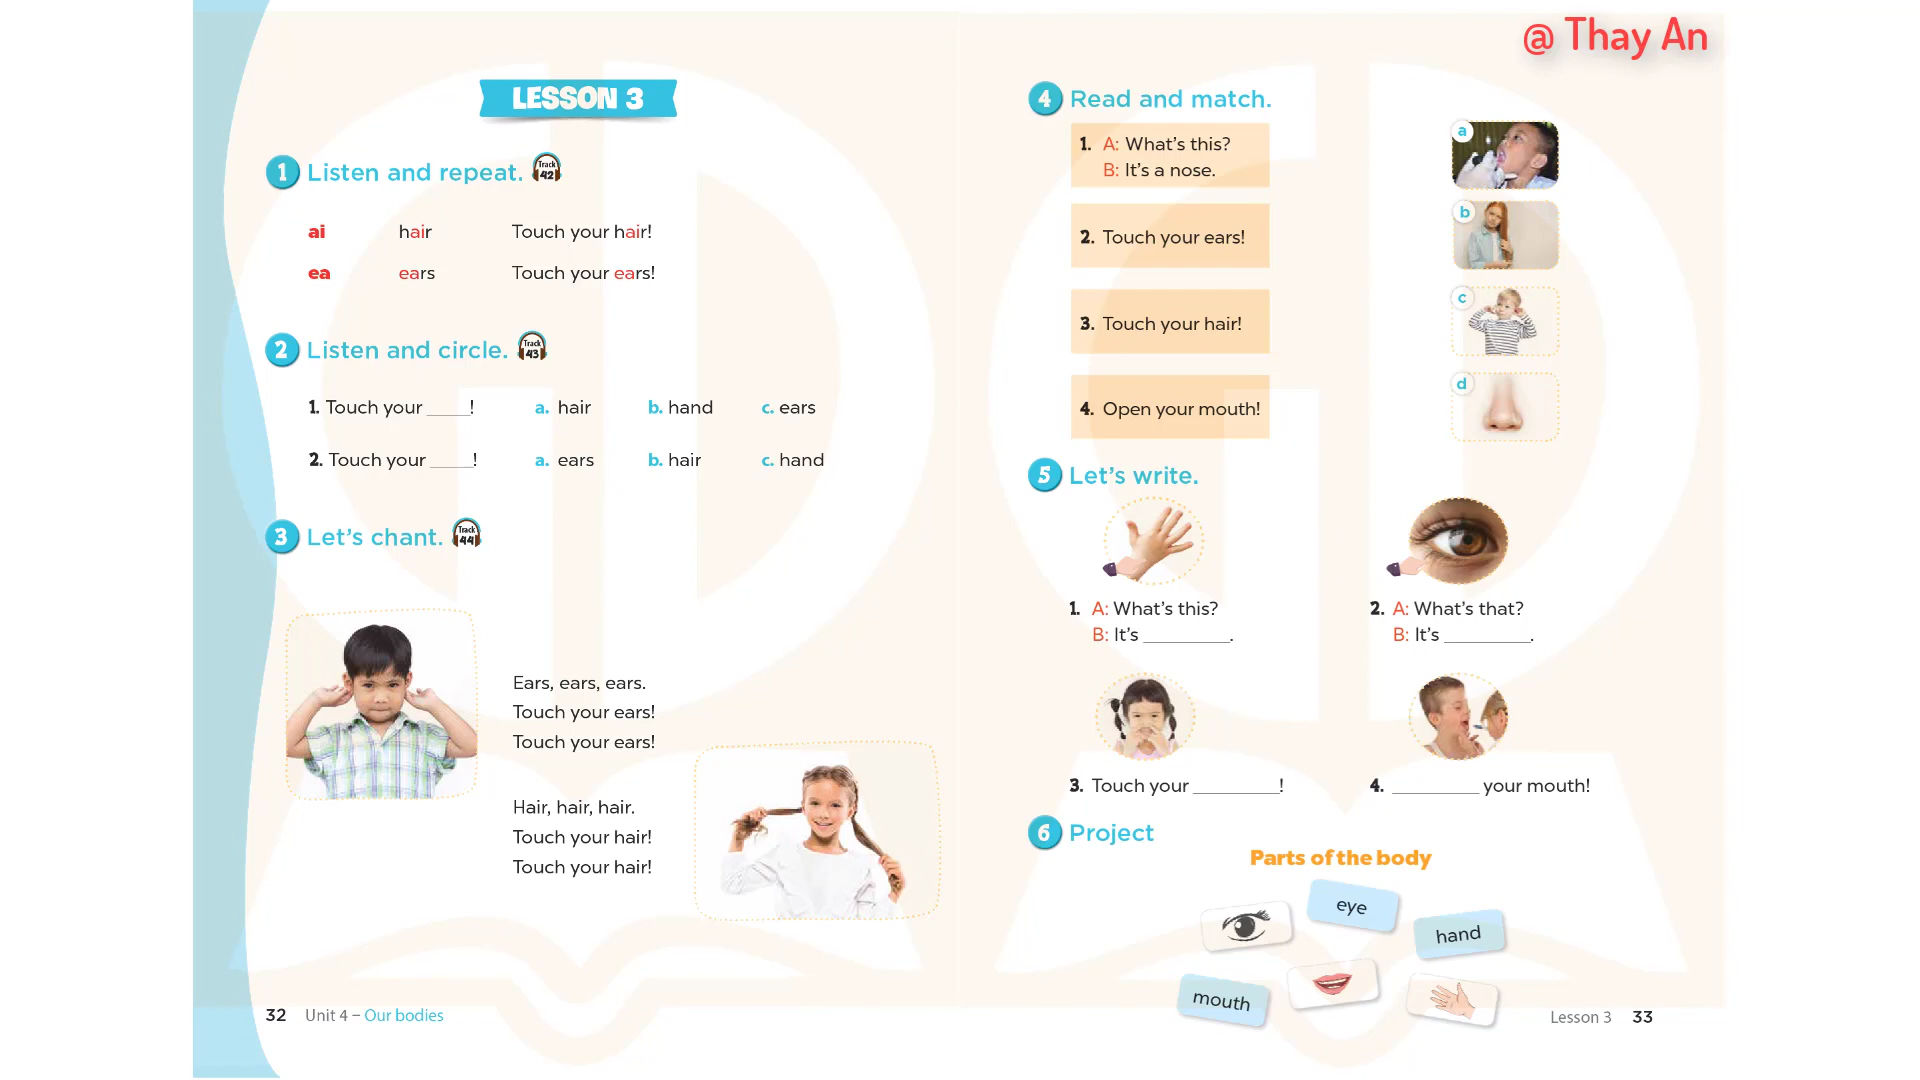 @ Thay An
LESSON 3
1 Listen and repeat. Track 42
ai hair Touch your hair!
ea ears Touch your ears!
2 Listen and circle. Track 43
1. Touch your ____! a. hair b. hand c. ears
2. Touch your ____! a. ears b. hair c. hand
3 Let's chant. Track 44
Ears, ears, ears.
Touch your ears!
Touch your ears!
Hair, hair, hair.
Touch your hair!
Touch your hair!
32 Unit 4 – Our bodies
4 Read and match.
1. A: What's this?
B: It's a nose.
2. Touch your ears!
3. Touch your hair!
4. Open your mouth!
a
b
c
d
5 Let's write.
1. A: What's this?
B: It's ________.
2. A: What's that?
B: It's ________.
3. Touch your ________!
4. ________ your mouth!
6 Project
Parts of the body
eye
hand
mouth
Lesson 3 33